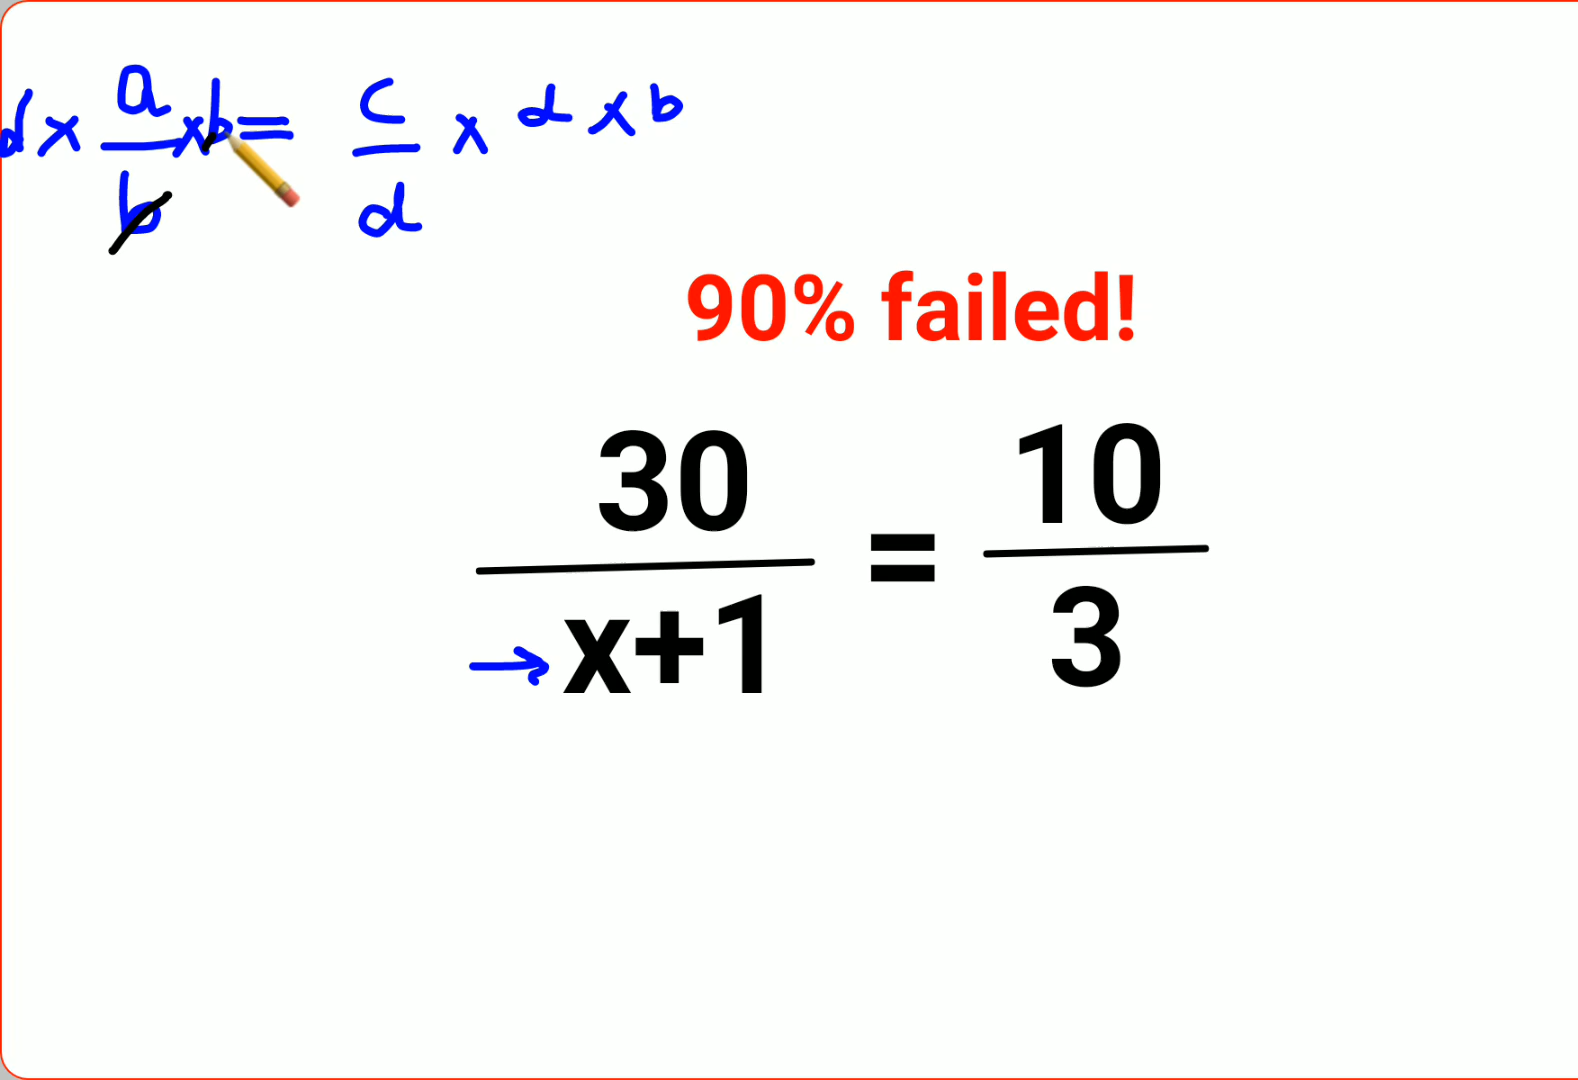 d x a/b x b = c/d x d x b
90% failed!
30/x+1 = 10/3